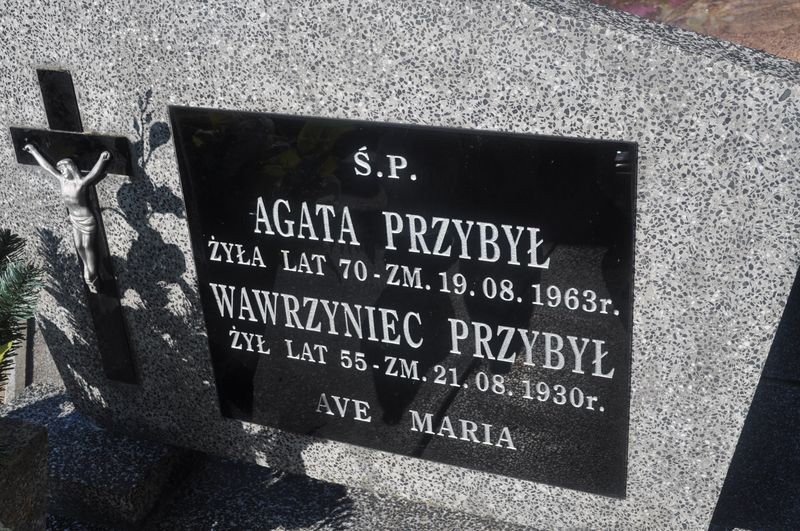 Ś.P.
AGATA PRZYBYŁ
ŻYŁA LAT 70-ZM.19.08.1963r.
WAWRZYNIEC PRZYBYŁ
ŻYŁ LAT 55-ZM.21.08.1930r.
AVE MARIA